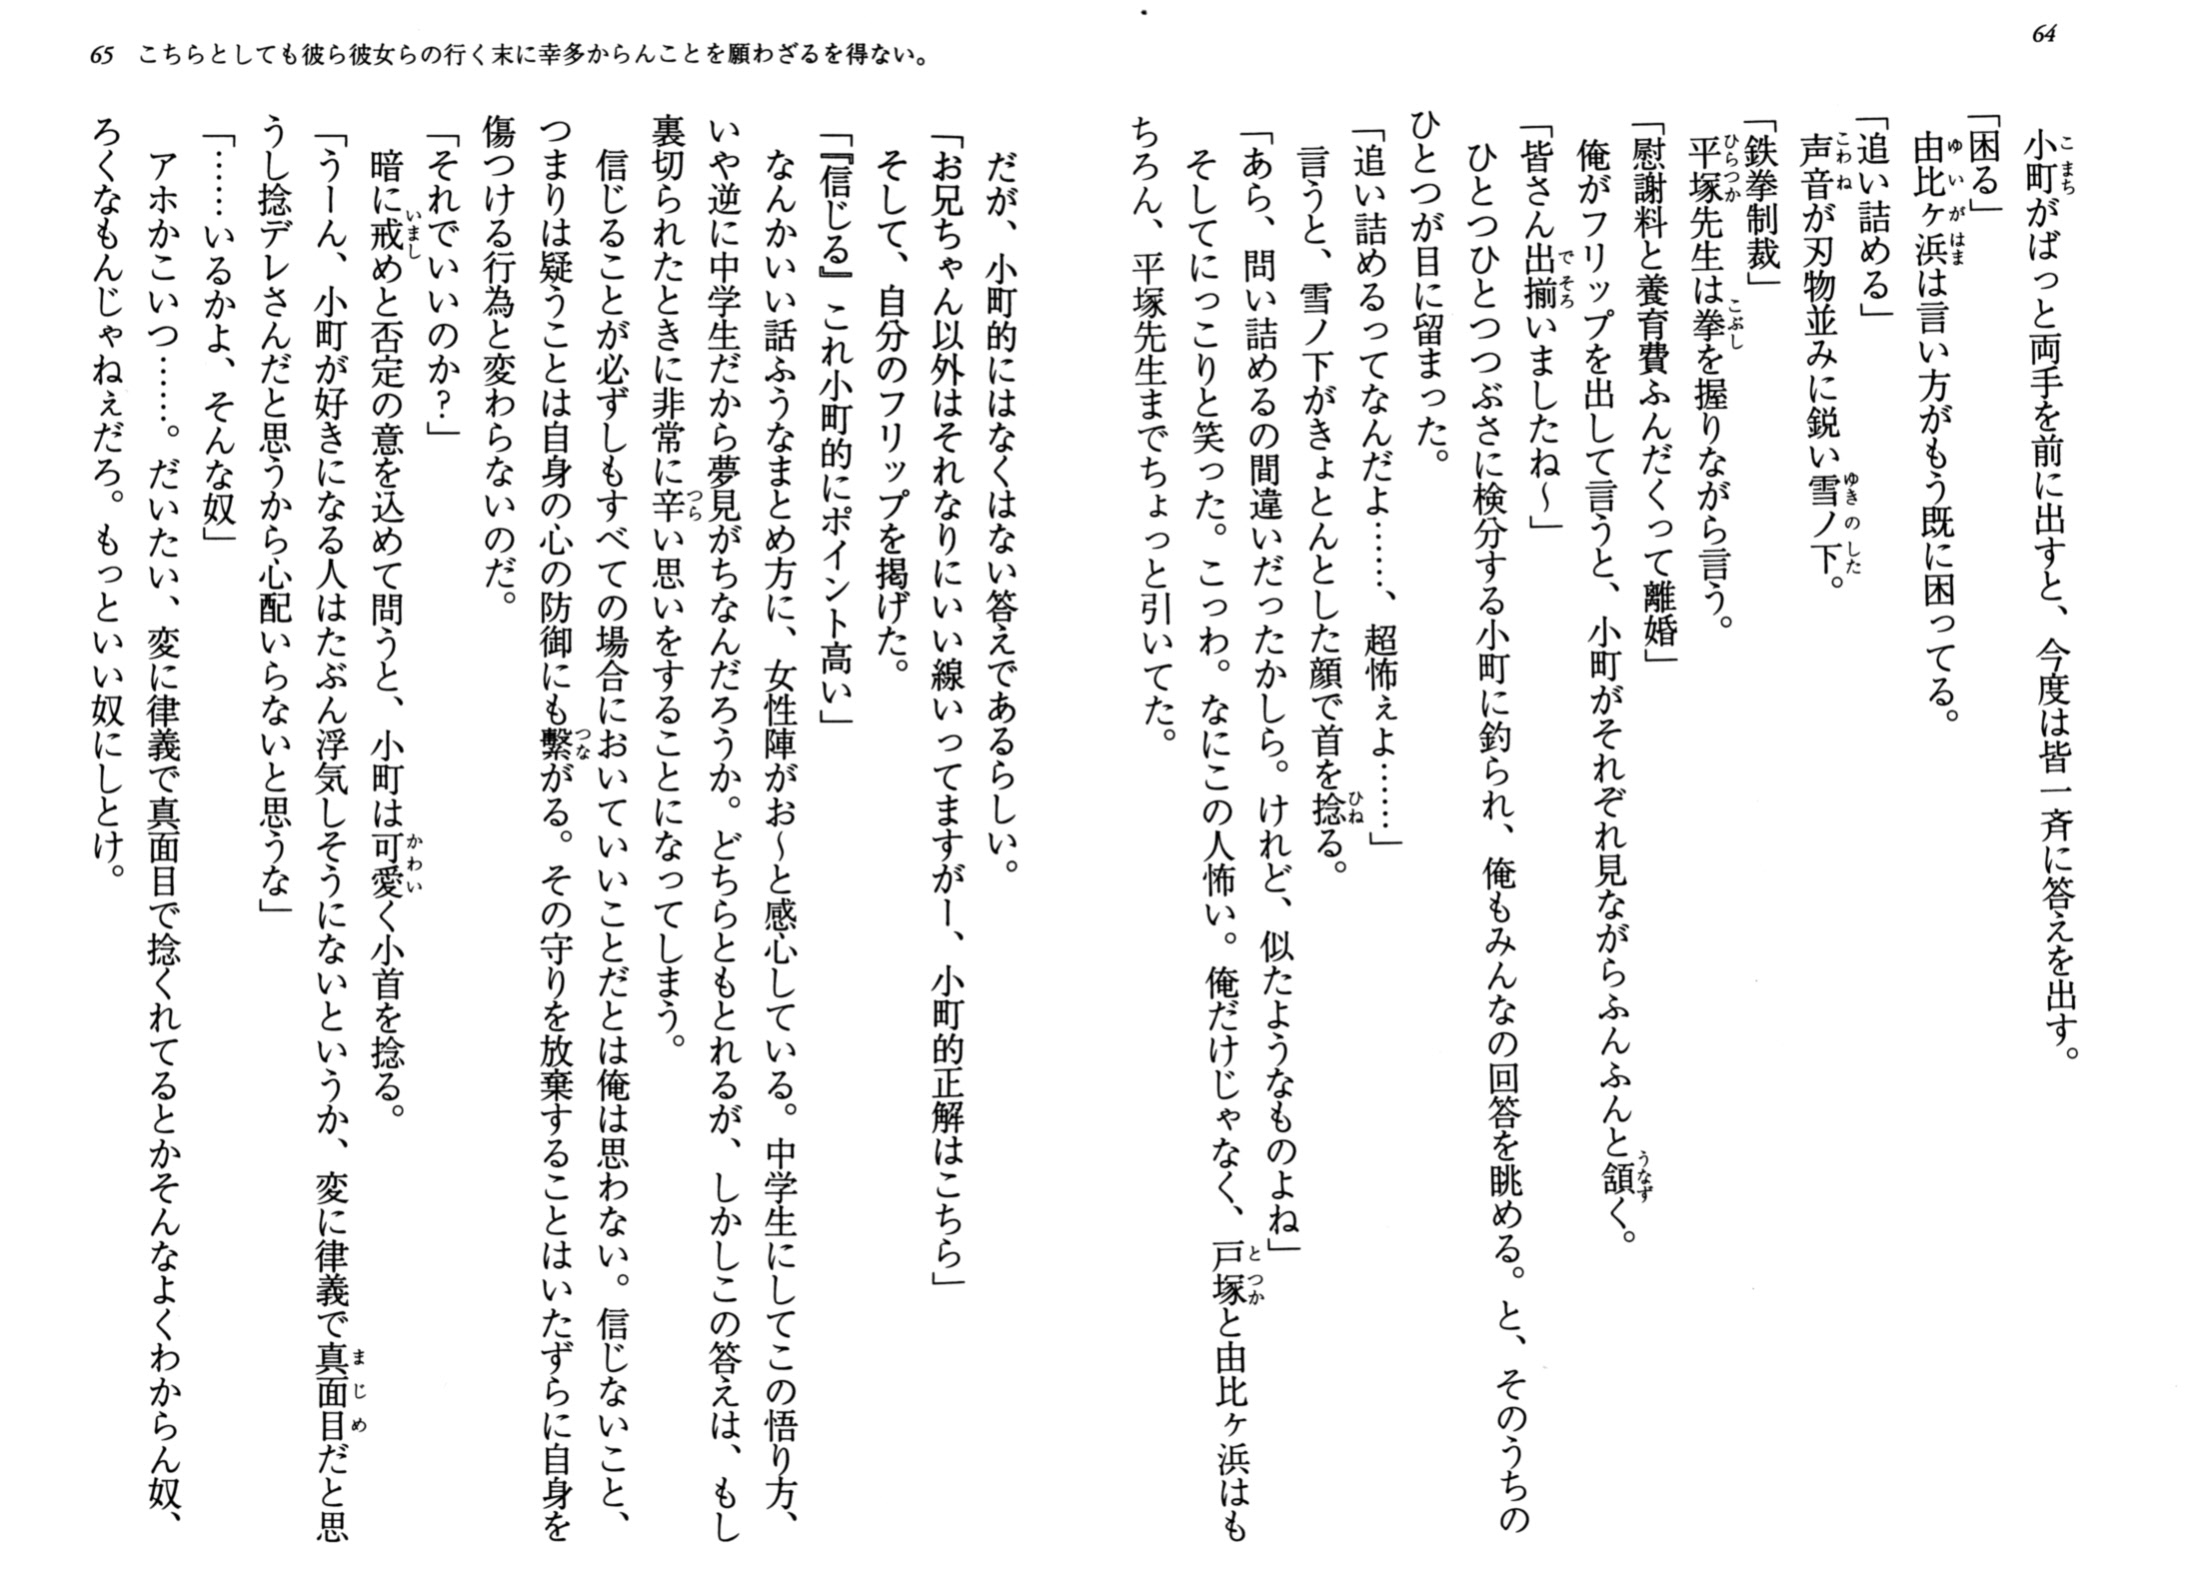 64
小町がばっと両手を前に出すと、今度は皆一斉に答えを出す。
「困る」
由比ヶ浜は言い方がもう既に困ってる。
「追い詰める」
声音が刃物並みに鋭い雪ノ下。
「鉄拳制裁」
平塚先生は拳を握りながら言う。
「慰謝料と養育費ふんだくって離婚」
俺がフリップを出して言うと、小町がそれぞれ見ながらふんふんと頷く。
「皆さん出揃いましたね〜」
ひとつひとつつぶさに検分する小町に釣られ、俺もみんなの回答を眺める。と、そのうちの
ひとつが目に留まった。
「追い詰めるってなんだよ……、超怖ぇよ……」
言うと、雪ノ下がきょとんとした顔で首を捻る。
「あら、問い詰めるの間違いだったかしら。けれど、似たようなものよね」
そしてにっこりと笑った。こっわ。なにこの人怖い。俺だけじゃなく、戸塚と由比ヶ浜はも
ちろん、平塚先生までちょっと引いてた。
65 こちらとしても彼ら彼女らの行く末に幸多からんことを願わざるを得ない。
だが、小町的にはなくはない答えであるらしい。
「お兄ちゃん以外はそれなりにいい線いってますがー、小町的正解はこちら」
そして、自分のフリップを掲げた。
「『信じる』これ小町的にポイント高い」
なんかいい話ふうなまとめ方に、女性陣がお〜と感心している。中学生にしてこの悟り方、
いや逆に中学生だから夢見がちなんだろうか。どちらともとれるが、しかしこの答えは、もし
裏切られたときに非常に辛い思いをすることになってしまう。
信じることが必ずしもすべての場合においていいことだとは俺は思わない。信じないこと、
つまりは疑うことは自身の心の防御にも繋がる。その守りを放棄することはいたずらに自身を
傷つける行為と変わらないのだ。
「それでいいのか？」
暗に戒めと否定の意を込めて問うと、小町は可愛く小首を捻る。
「うーん、小町が好きになる人はたぶん浮気しそうにないというか、変に律義で真面目だと思
うし捻デレさんだと思うから心配いらないと思うな」
「……いるかよ、そんな奴」
アホかこいつ……。だいたい、変に律義で真面目で捻くれてるとかそんなよくわからん奴、
ろくなもんじゃねぇだろ。もっといい奴にしとけ。